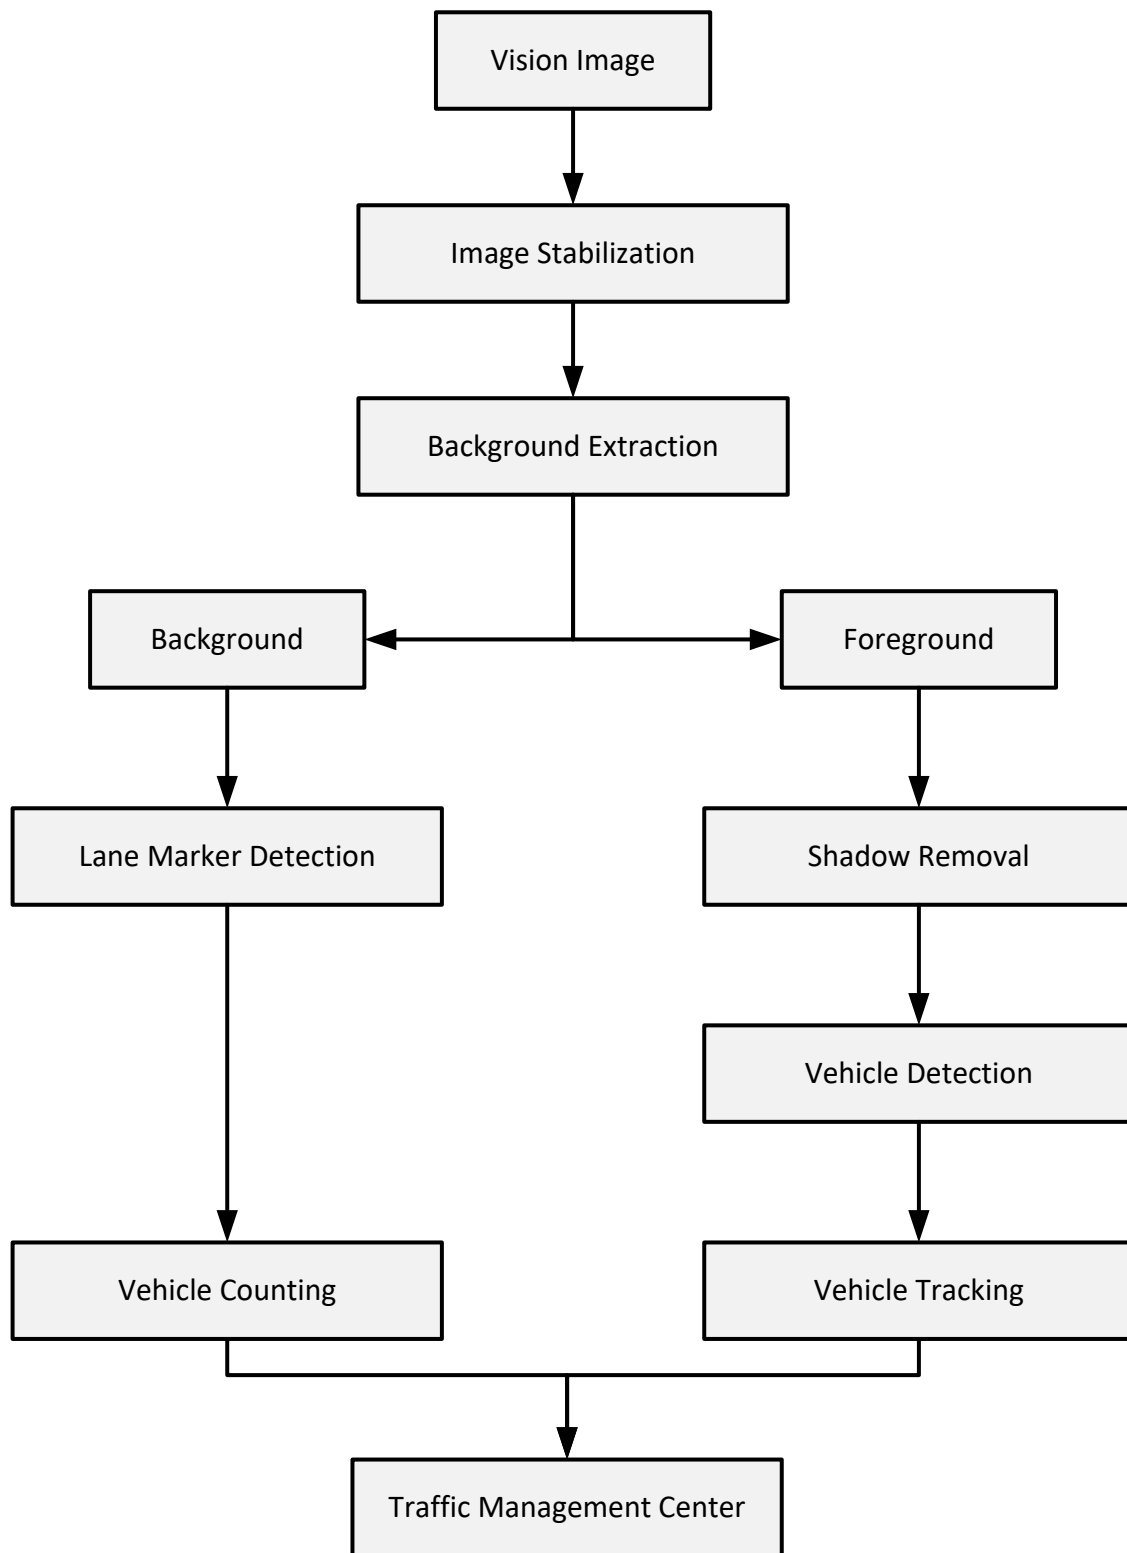 Vision Image
Image Stabilization
Background Extraction
Background
Foreground
Lane Marker Detection
Shadow Removal
Vehicle Detection
Vehicle Counting
Vehicle Tracking
Traffic Management Center